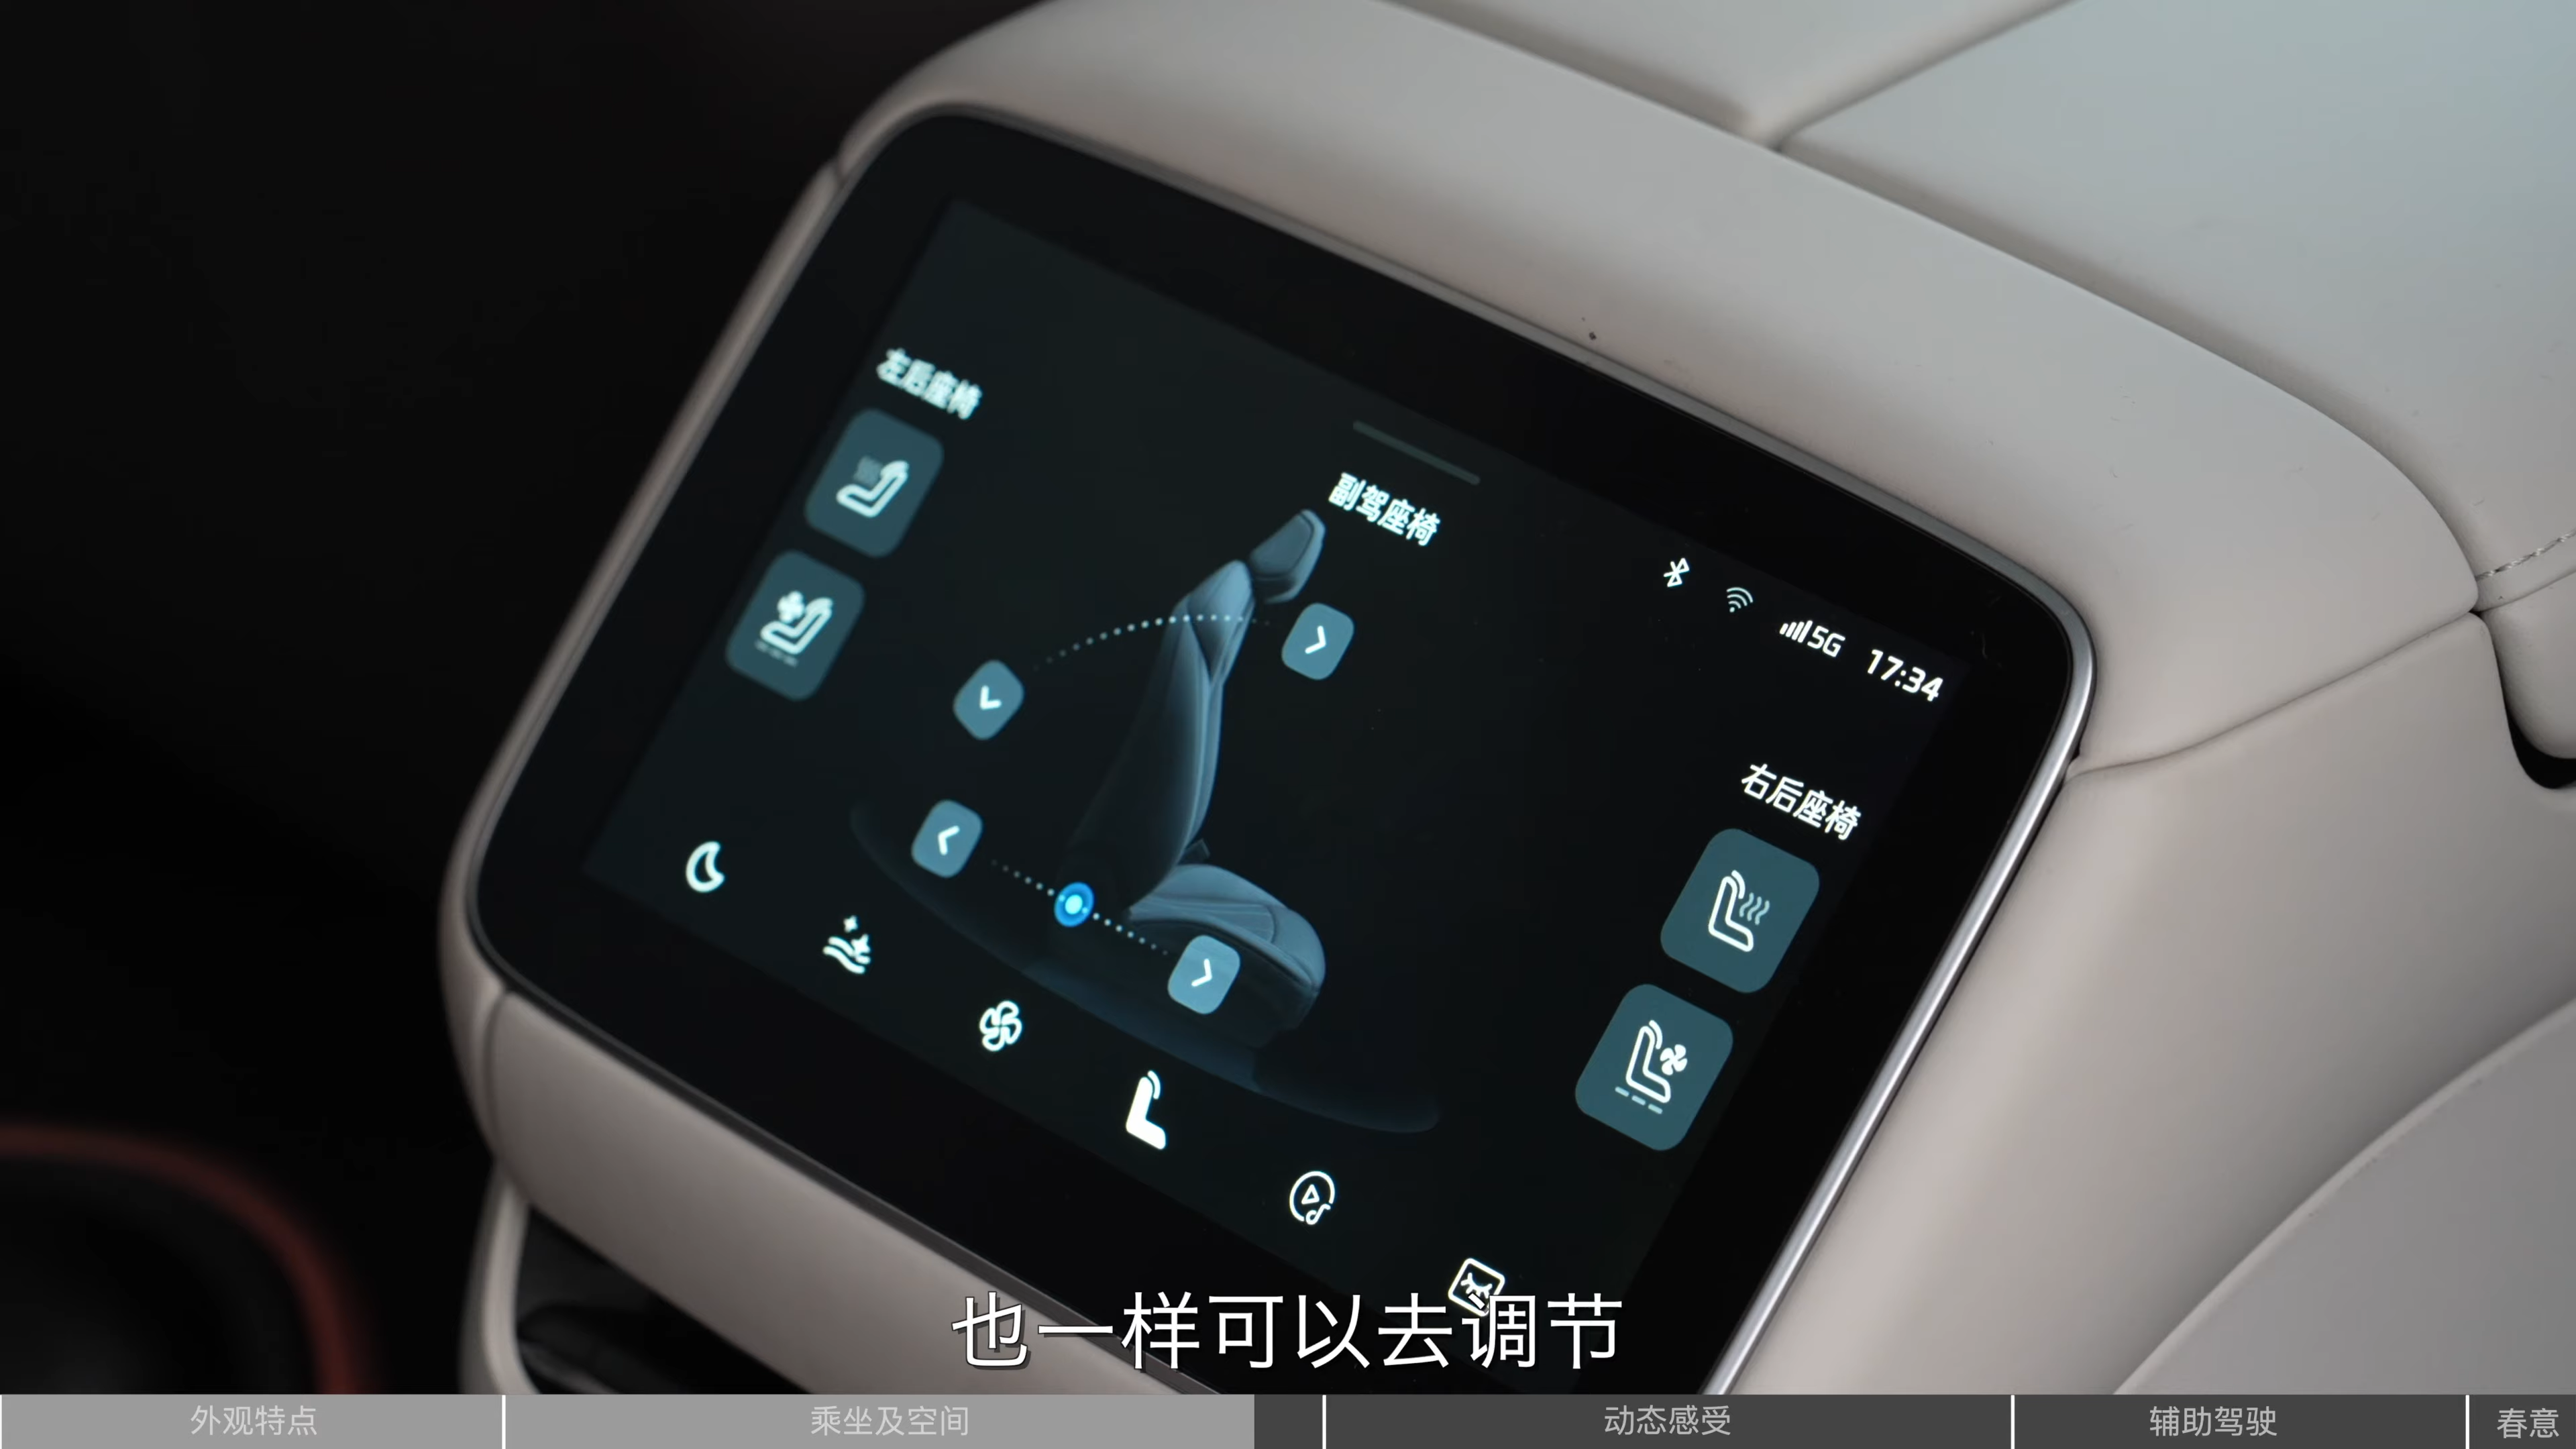 左后座椅
副驾座椅
5G 17:34
右后座椅
也一样可以去调节
外观特点
乘坐及空间
动态感受
辅助驾驶
春意